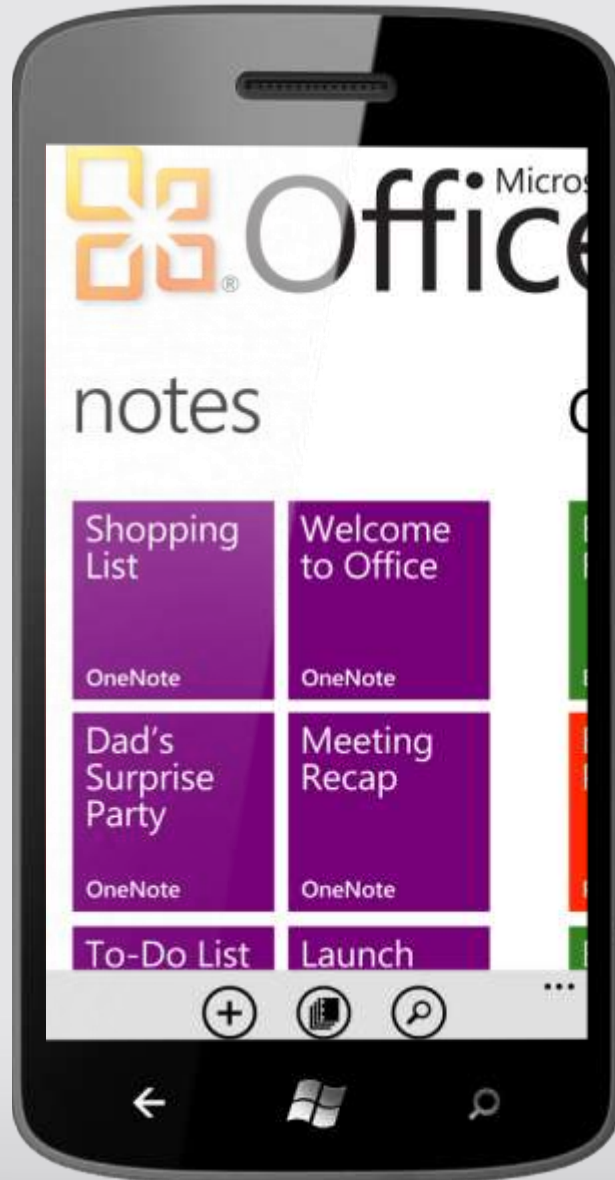 Micros
Office
®
notes
Shopping
List
OneNote
Welcome
to Office
OneNote
Dad's
Surprise
Party
OneNote
Meeting
Recap
OneNote
To-Do List
Launch